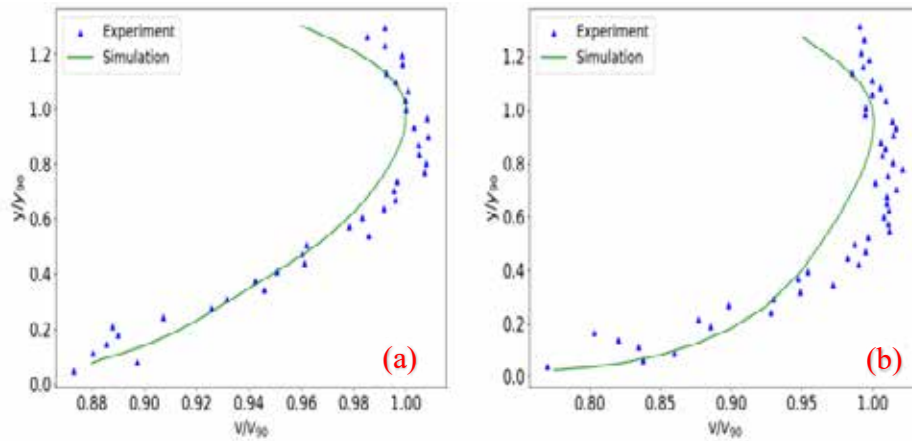 Experiment
Simulation
1.2
1.0
0.8
0.6
0.4
0.2
0.0
y/y₉₀
0.88 0.90 0.92 0.94 0.96 0.98 1.00
V/V₉₀
(a)
Experiment
Simulation
1.2
1.0
0.8
0.6
0.4
0.2
0.0
y/y₉₀
0.80 0.85 0.90 0.95 1.00
V/V₉₀
(b)